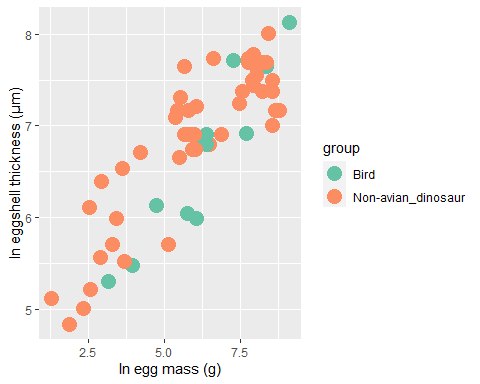 8
7
6
5
ln eggshell thickness (µm)
2.5 5.0 7.5
ln egg mass (g)
group
Bird
Non-avian_dinosaur